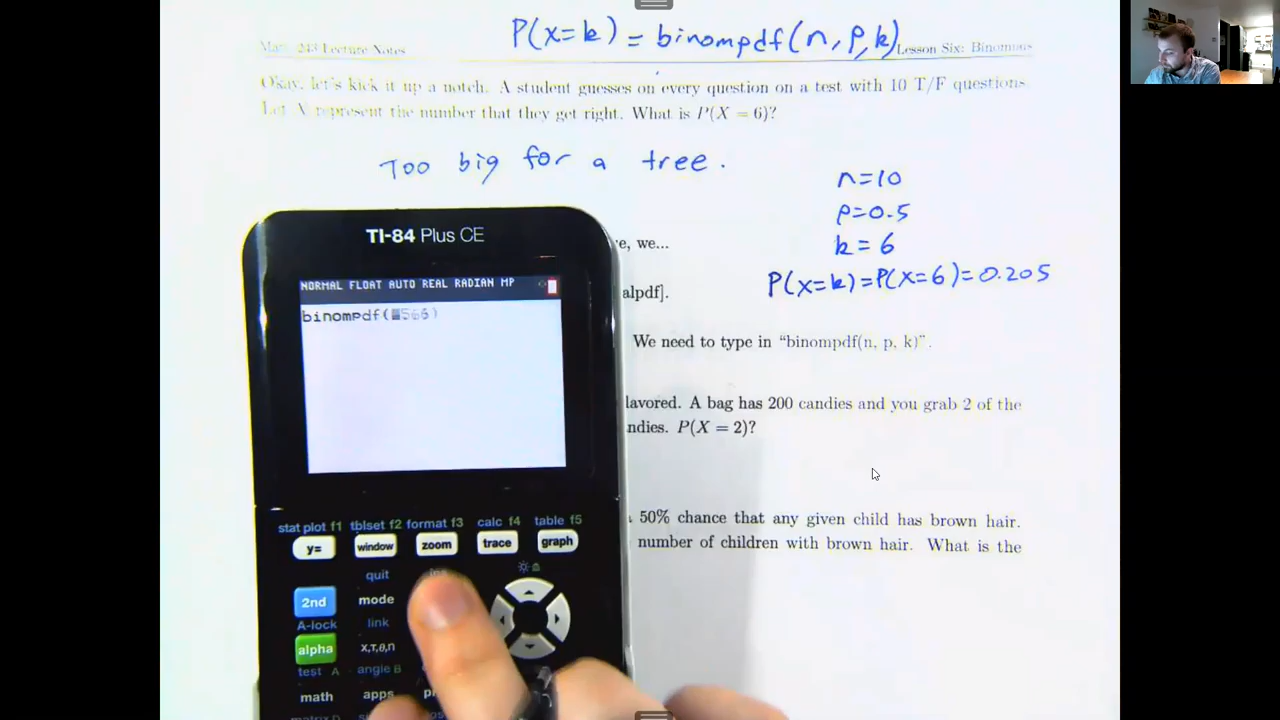 P(X=k) = binompdf(n, p, k)
Math 243 Lecture Notes
Lesson Six: Binomials
Okay, let's kick it up a notch. A student guesses on every question on a test with 10 T/F questions.
Let X represent the number that they get right. What is P(X = 6)?
Too big for a tree.
n=10
p=0.5
k=6
P(X=k)=P(X=6)=0.205
e, we...
alpdf].
We need to type in "binompdf(n, p, k)".
lavored. A bag has 200 candies and you grab 2 of the
ndies. P(X = 2)?
50% chance that any given child has brown hair.
number of children with brown hair. What is the
TI-84 Plus CE
NORMAL FLOAT AUTO REAL RADIAN MP
binompdf(
stat plot f1 tblset f2 format f3 calc f4 table f5
y= window zoom trace graph
quit
2nd mode
A-lock link
alpha X,T,θ,n
test A angle B
math apps